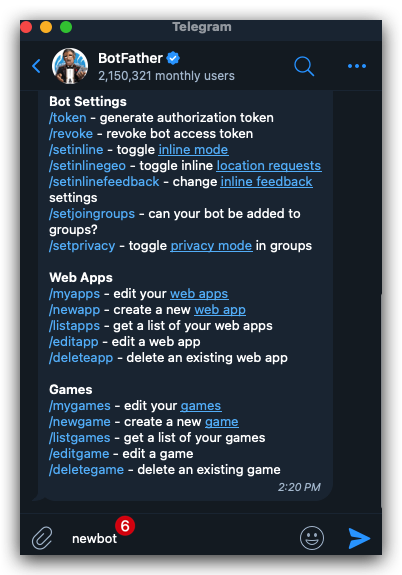 Telegram
BotFather
2,150,321 monthly users
Bot Settings
/token - generate authorization token
/revoke - revoke bot access token
/setinline - toggle inline mode
/setinlinegeo - toggle inline location requests
/setinlinefeedback - change inline feedback
settings
/setjoingroups - can your bot be added to
groups?
/setprivacy - toggle privacy mode in groups
Web Apps
/myapps - edit your web apps
/newapp - create a new web app
/listapps - get a list of your web apps
/editapp - edit a web app
/deleteapp - delete an existing web app
Games
/mygames - edit your games
/newgame - create a new game
/listgames - get a list of your games
/editgame - edit a game
/deletegame - delete an existing game
2:20 PM
6
newbot